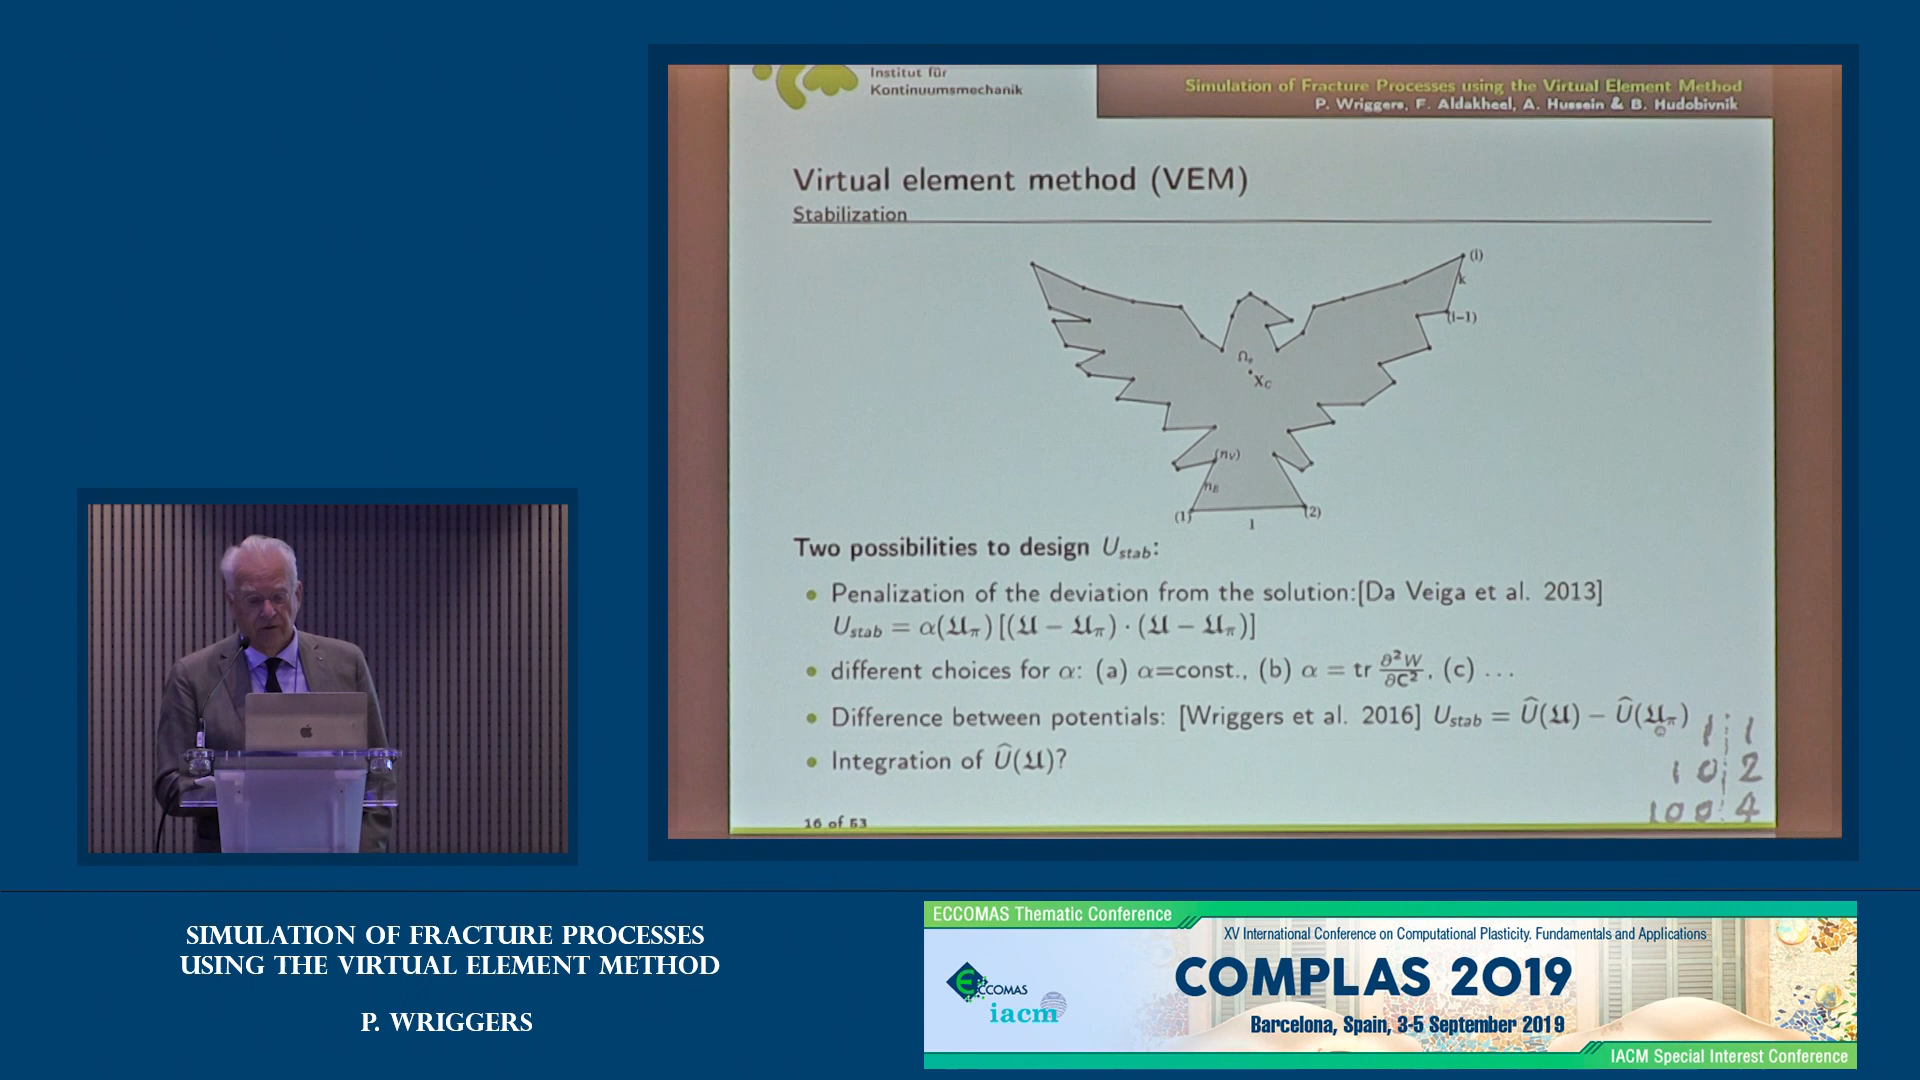 Institut für
Kontinuumsmechanik
Simulation of Fracture Processes using the Virtual Element Method
P. Wriggers, F. Aldakheel, A. Hussein & B. Hudobivnik
Virtual element method (VEM)
Stabilization
(i)
k
(i−1)
Ωe
XC
(nV)
nE
(1)
(2)
1
Two possibilities to design Ustab:
• Penalization of the deviation from the solution:[Da Veiga et al. 2013]
Ustab = α(𝔘π) [(𝔘 − 𝔘π) · (𝔘 − 𝔘π)]
• different choices for α: (a) α=const., (b) α = tr ∂²W/∂C², (c) . . .
• Difference between potentials: [Wriggers et al. 2016] Ustab = Û(𝔘) − Û(𝔘π)
• Integration of Û(𝔘)?
1 ¦ 1
10 ¦ 2
100 ¦ 4
16 of 53
SIMULATION OF FRACTURE PROCESSES
USING THE VIRTUAL ELEMENT METHOD
P. WRIGGERS
ECCOMAS Thematic Conference
XV International Conference on Computational Plasticity. Fundamentals and Applications
ECCOMAS
iacm
COMPLAS 2019
Barcelona, Spain, 3-5 September 2019
IACM Special Interest Conference